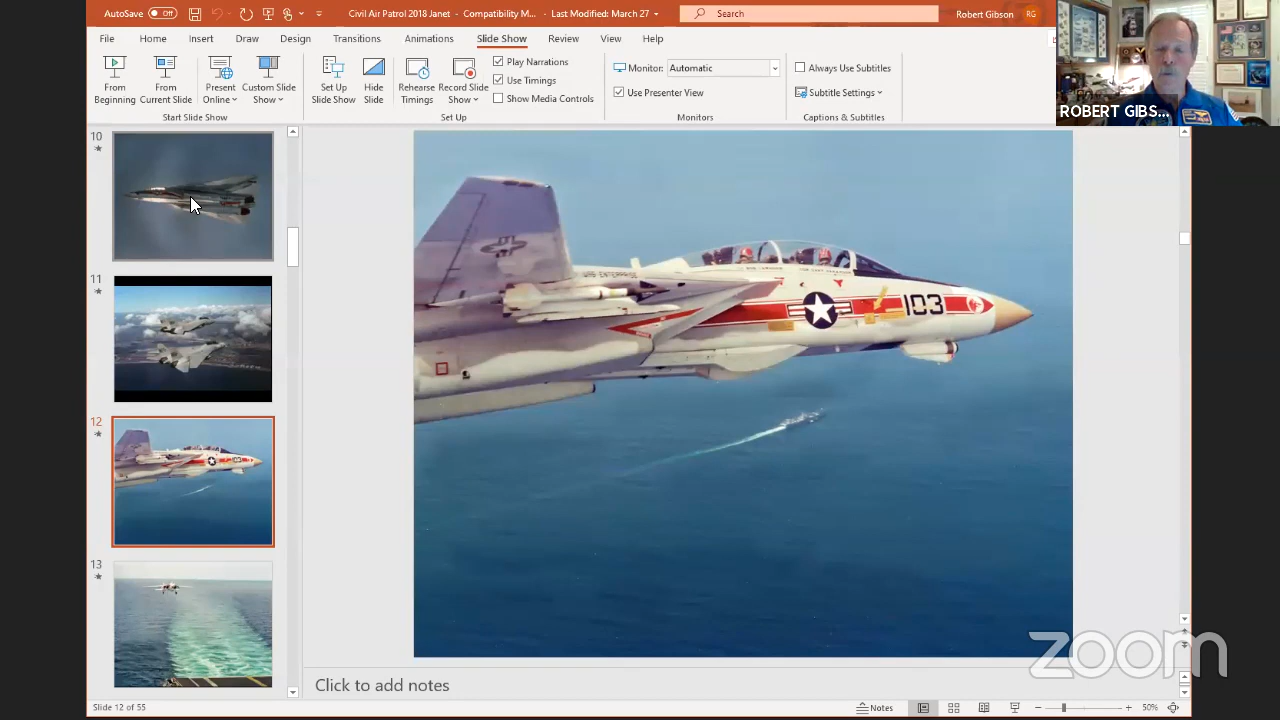 AutoSave Off Civil Air Patrol 2018 Janet - Compatibility M... - Last Modified: March 27 Search Robert Gibson RG
File Home Insert Draw Design Transitions Animations Slide Show Review View Help
From Beginning
From Current Slide
Present Online
Custom Slide Show
Start Slide Show
Set Up Slide Show
Hide Slide
Rehearse Timings
Record Slide Show
Play Narrations
Use Timings
Show Media Controls
Set Up
Monitor: Automatic
Use Presenter View
Monitors
Always Use Subtitles
Subtitle Settings
Captions & Subtitles
ROBERT GIBS...
10
11
12
13
USS ENTERPRISE
103
zoom
Click to add notes
Slide 12 of 55 Notes 50%